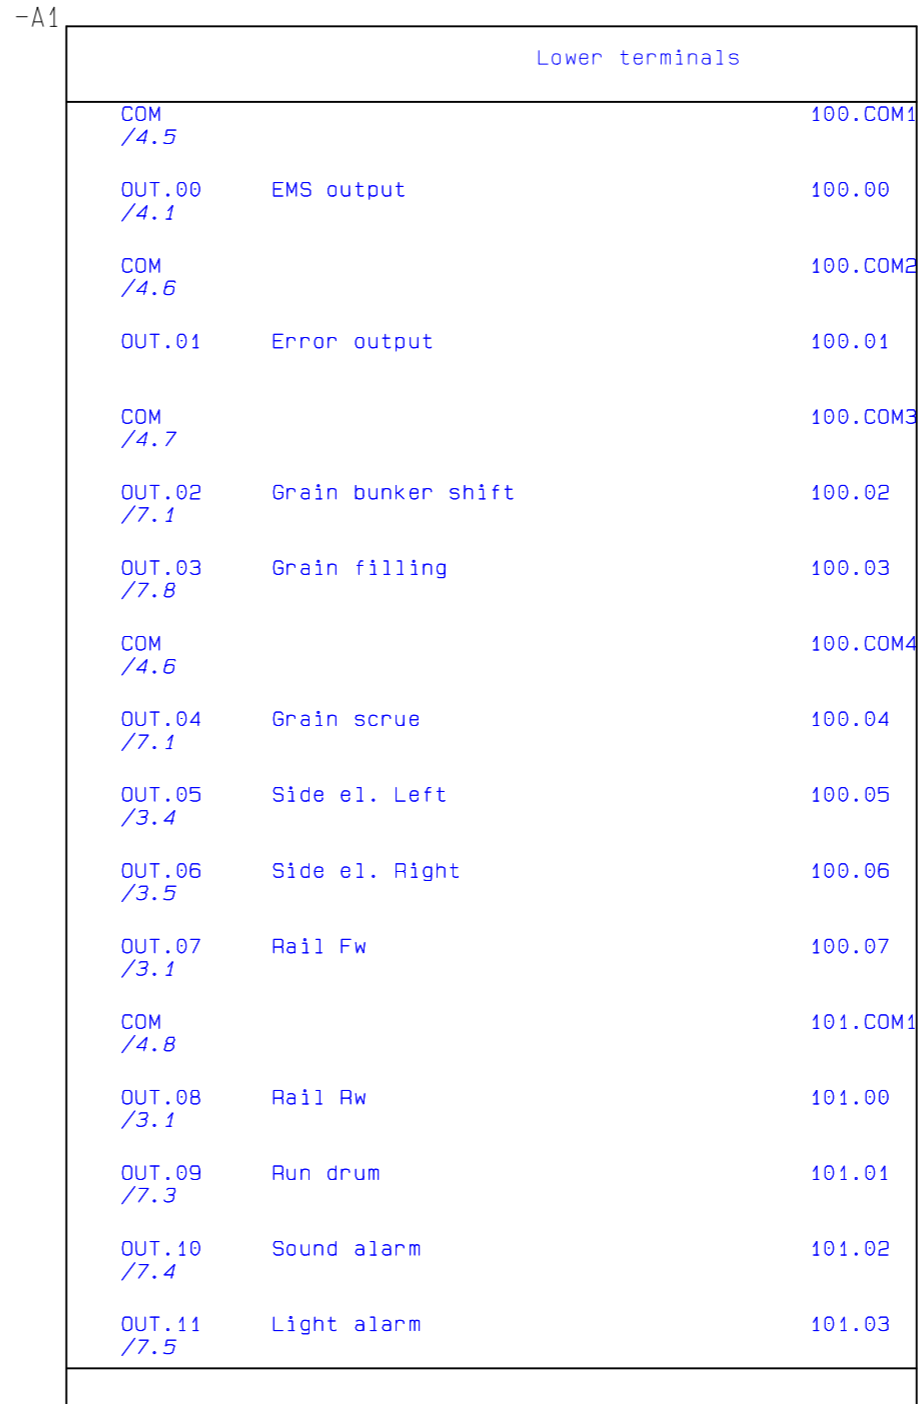 -A1
Lower terminals
COM 100.COM1
/4.5
OUT.00 EMS output 100.00
/4.1
COM 100.COM2
/4.6
OUT.01 Error output 100.01
COM 100.COM3
/4.7
OUT.02 Grain bunker shift 100.02
/7.1
OUT.03 Grain filling 100.03
/7.8
COM 100.COM4
/4.6
OUT.04 Grain scrue 100.04
/7.1
OUT.05 Side el. Left 100.05
/3.4
OUT.06 Side el. Right 100.06
/3.5
OUT.07 Rail Fw 100.07
/3.1
COM 101.COM1
/4.8
OUT.08 Rail Rw 101.00
/3.1
OUT.09 Run drum 101.01
/7.3
OUT.10 Sound alarm 101.02
/7.4
OUT.11 Light alarm 101.03
/7.5